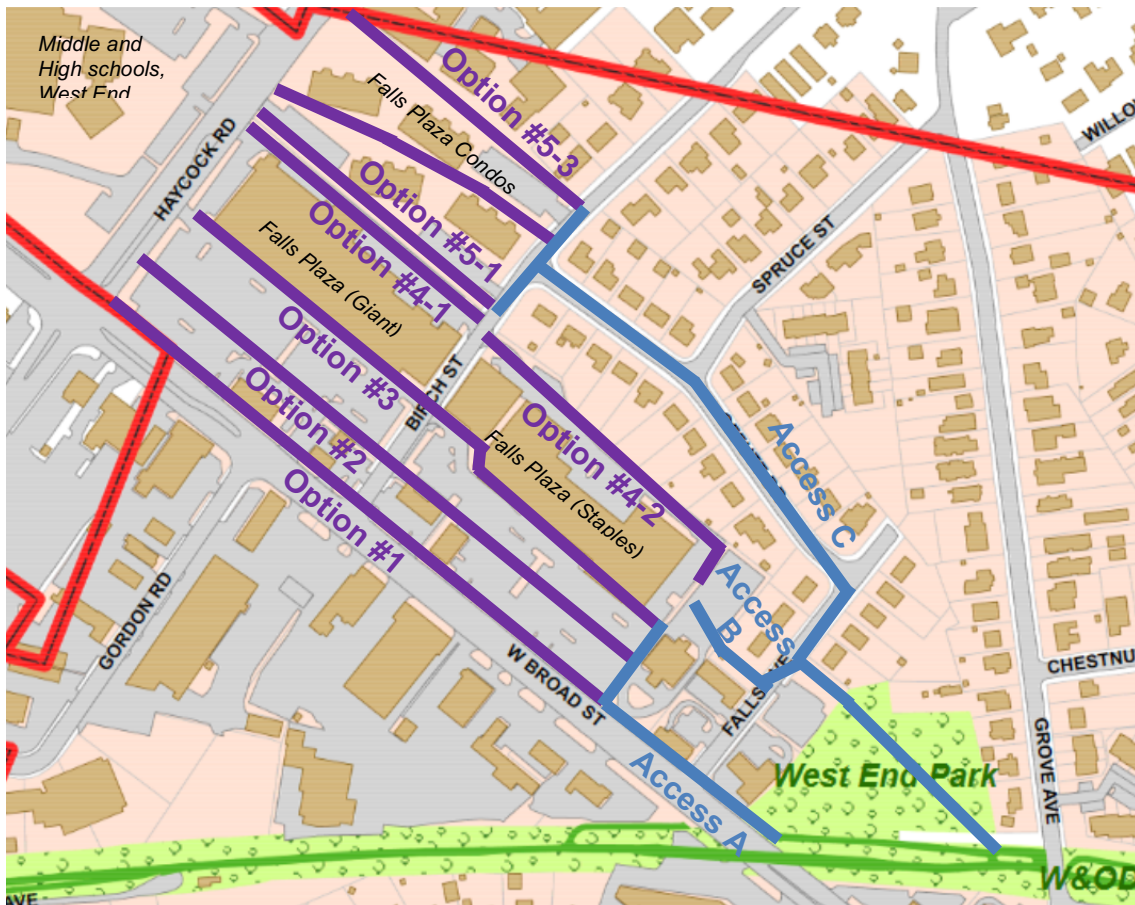 Middle and
High schools,
West End
HAYCOCK RD
Option #5-3
Falls Plaza Condos
Option #5-1
Option #4-1
Falls Plaza (Giant)
Option #3
Option #2
Option #1
BIRCH ST
Option #4-2
Falls Plaza (Staples)
SPRUCE ST
GORDON RD
W BROAD ST
Access A
Access
B
Access C
FALLS
West End Park
CHESTNU
GROVE AVE
W&OD
AVE
WILLO